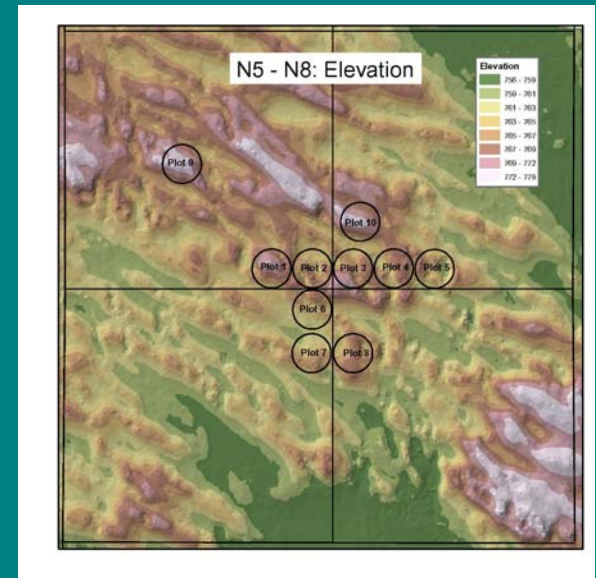 N5 - N8: Elevation
Elevation
756 - 759
759 - 761
761 - 763
763 - 765
765 - 767
767 - 769
769 - 772
772 - 779
Plot 9
Plot 10
Plot 1
Plot 2
Plot 3
Plot 4
Plot 5
Plot 6
Plot 7
Plot 8